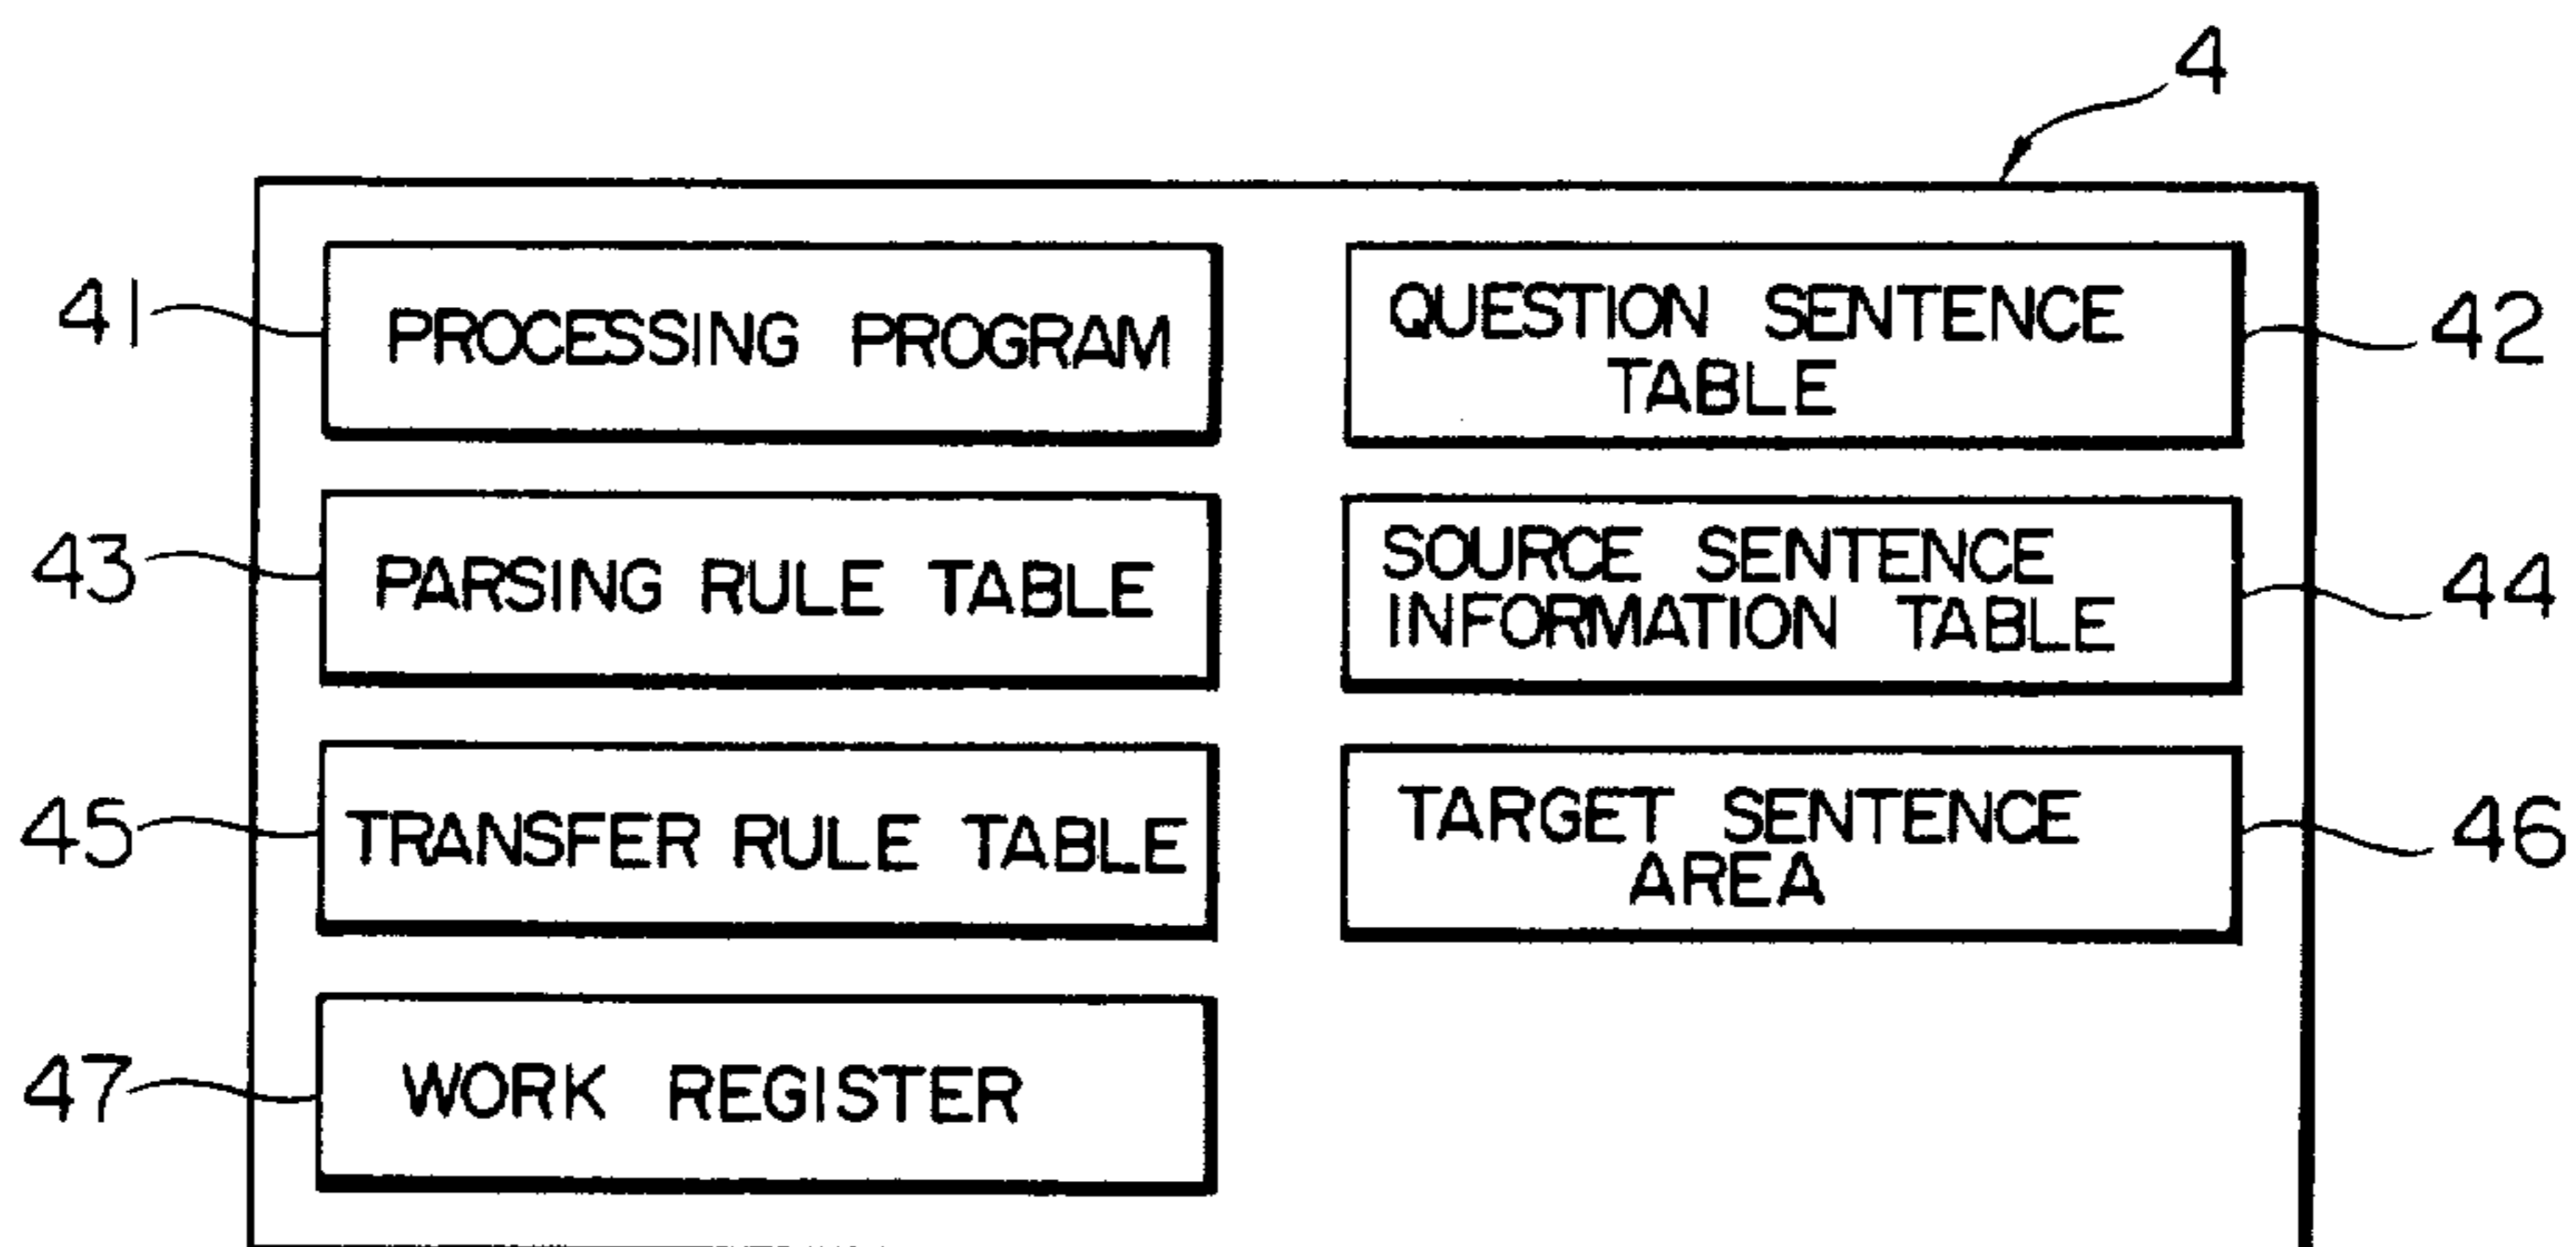 4
41
PROCESSING PROGRAM
QUESTION SENTENCE
TABLE
42
43
PARSING RULE TABLE
SOURCE SENTENCE
INFORMATION TABLE
44
45
TRANSFER RULE TABLE
TARGET SENTENCE
AREA
46
47
WORK REGISTER